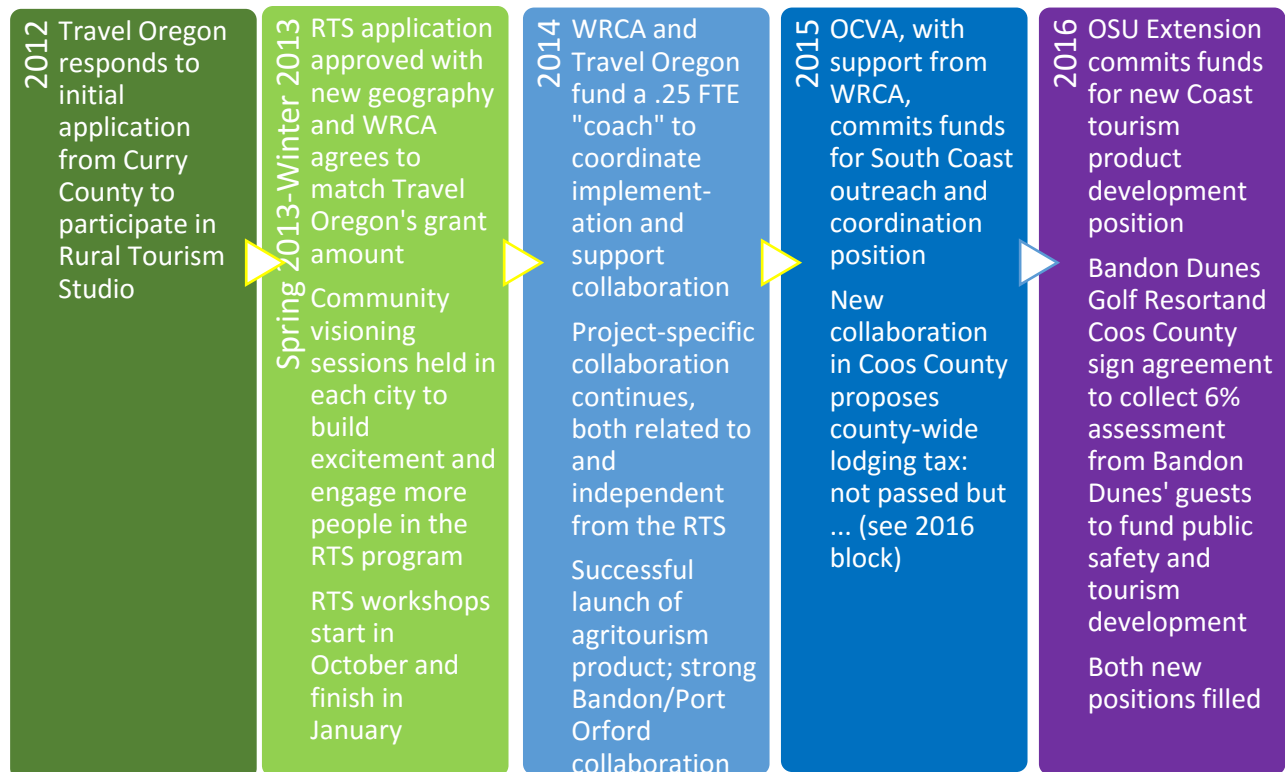 2012
Travel Oregon
responds to
initial
application
from Curry
County to
participate in
Rural Tourism
Studio
Spring 2013-Winter 2013
RTS application
approved with
new geography
and WRCA
agrees to
match Travel
Oregon's grant
amount
Community
visioning
sessions held in
each city to
build
excitement and
engage more
people in the
RTS program
RTS workshops
start in
October and
finish in
January
2014
WRCA and
Travel Oregon
fund a .25 FTE
"coach" to
coordinate
implement-
ation and
support
collaboration
Project-specific
collaboration
continues,
both related to
and
independent
from the RTS
Successful
launch of
agritourism
product; strong
Bandon/Port
Orford
collaboration
2015
OCVA, with
support from
WRCA,
commits funds
for South Coast
outreach and
coordination
position
New
collaboration
in Coos County
proposes
county-wide
lodging tax:
not passed but
... (see 2016
block)
2016
OSU Extension
commits funds
for new Coast
tourism
product
development
position
Bandon Dunes
Golf Resortand
Coos County
sign agreement
to collect 6%
assessment
from Bandon
Dunes' guests
to fund public
safety and
tourism
development
Both new
positions filled